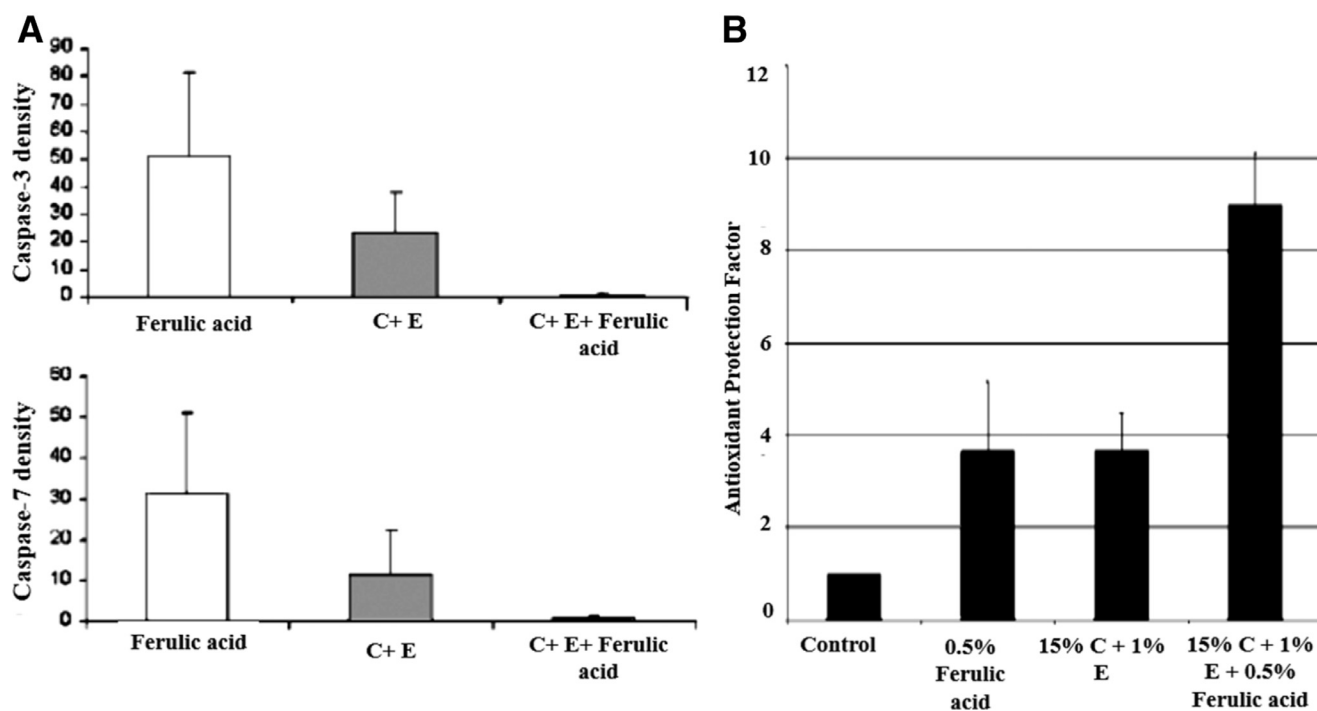 A
Caspase-3 density
90
80
70
60
50
40
30
20
10
0
Ferulic acid
C+ E
C+ E+ Ferulic
acid
Caspase-7 density
60
50
40
30
20
10
0
Ferulic acid
C+ E
C+ E+ Ferulic
acid
B
Antioxidant Protection Factor
12
10
8
6
4
2
0
Control
0.5%
Ferulic
acid
15% C + 1%
E
15% C + 1%
E + 0.5%
Ferulic acid